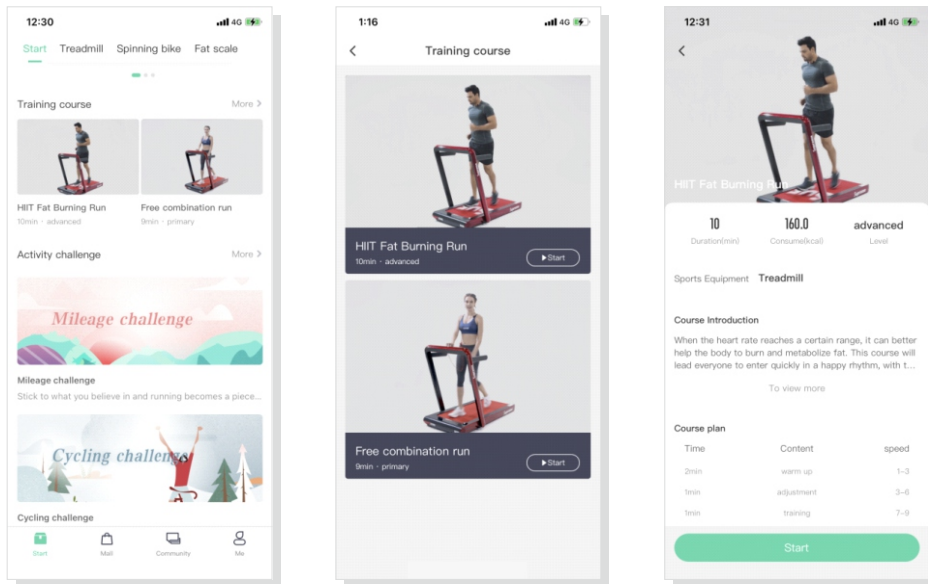 12:30
4G
Start Treadmill Spinning bike Fat scale
Training course More >
HIIT Fat Burning Run
10min · advanced
Free combination run
9min · primary
Activity challenge More >
Mileage challenge
Mileage challenge
Stick to what you believe in and running becomes a piece...
Cycling challenge
Cycling challenge
Start Mall Community Me
1:16
4G
Training course
HIIT Fat Burning Run
10min · advanced
Start
Free combination run
9min · primary
Start
12:31
4G
HIIT Fat Burning Run
10 160.0 advanced
Duration(min) Consume(kcal) Level
Sports Equipment Treadmill
Course Introduction
When the heart rate reaches a certain range, it can better
help the body to burn and metabolize fat. This course will
lead everyone to enter quickly in a happy rhythm, with t...
To view more
Course plan
Time Content speed
2min warm up 1-3
1min adjustment 3-6
1min training 7-9
Start